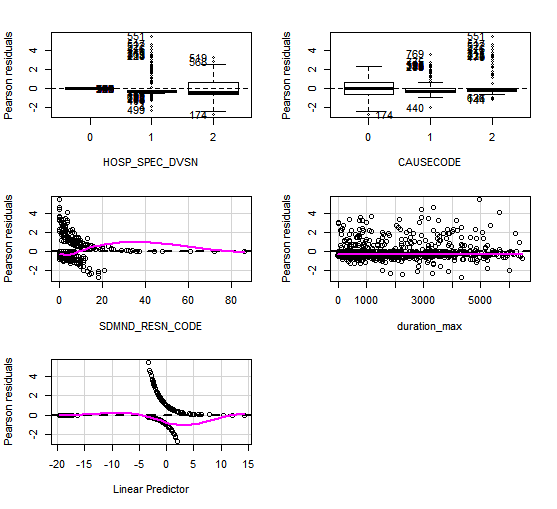 Pearson residuals
-2 0 2 4
551
499
519
568
174
0 1 2
HOSP_SPEC_DVSN
Pearson residuals
-2 0 2 4
769
551
440
174
0 1 2
CAUSECODE
Pearson residuals
-2 0 2 4
0 20 40 60 80
SDMND_RESN_CODE
Pearson residuals
-2 0 2 4
0 1000 3000 5000
duration_max
Pearson residuals
-2 0 2 4
-20 -15 -10 -5 0 5 10 15
Linear Predictor